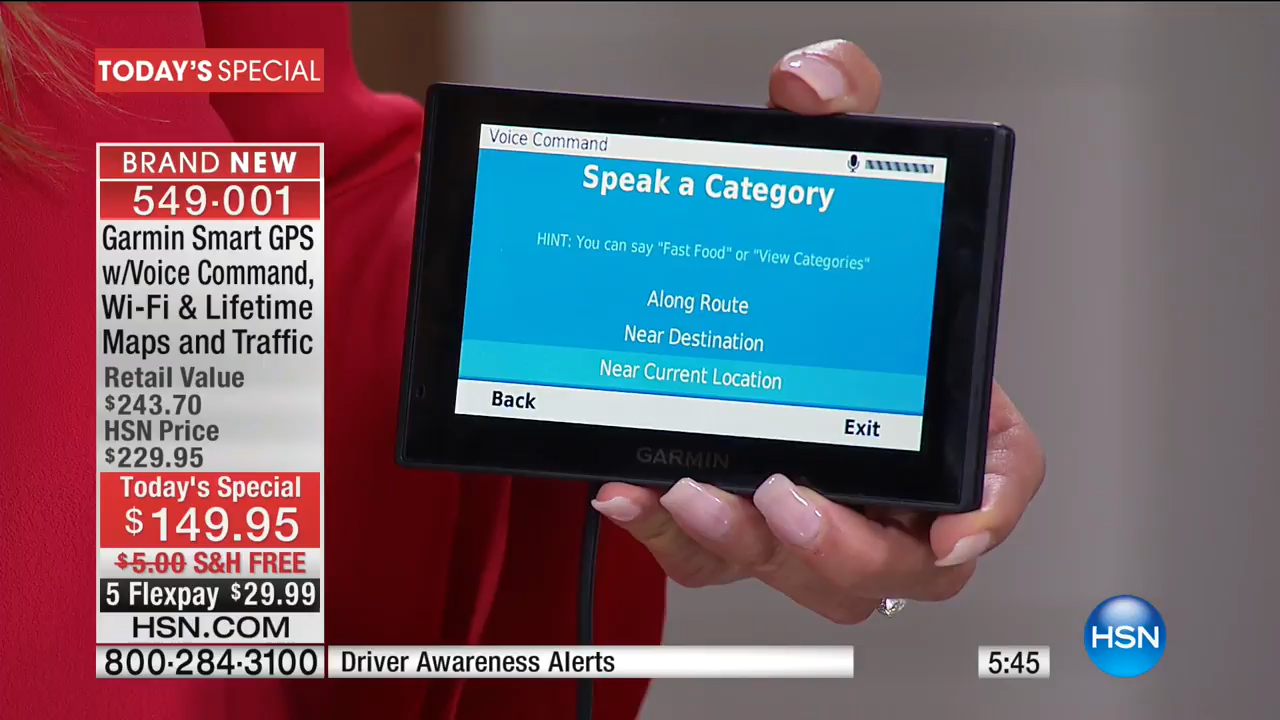 TODAY'S SPECIAL
BRAND NEW
549·001
Garmin Smart GPS
w/Voice Command,
Wi-Fi & Lifetime
Maps and Traffic
Retail Value
$243.70
HSN Price
$229.95
Today's Special
$149.95
$5.00 S&H FREE
5 Flexpay $29.99
HSN.COM
800·284·3100
Driver Awareness Alerts
5:45
HSN
Voice Command
Speak a Category
HINT: You can say "Fast Food" or "View Categories"
Along Route
Near Destination
Near Current Location
Back
Exit
GARMIN